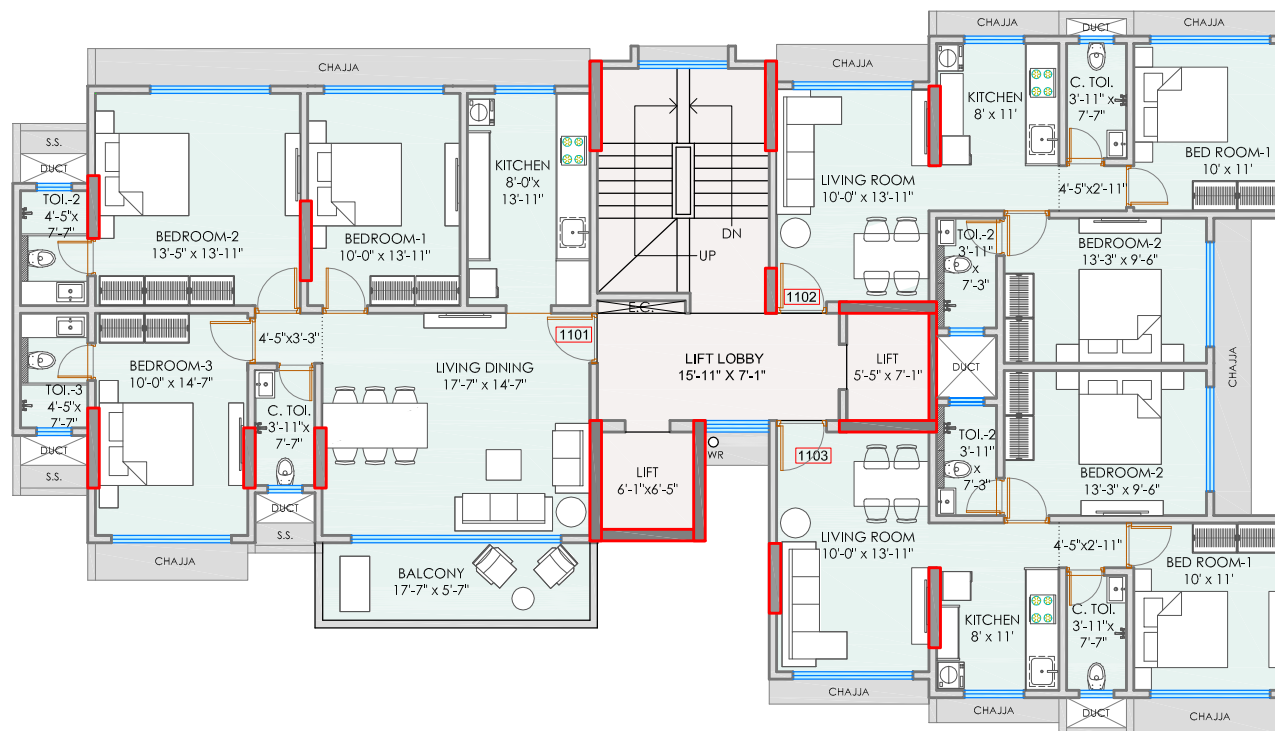 CHAJJA
DUCT
CHAJJA
CHAJJA
CHAJJA
S.S.
DUCT
TOI.-2
4'-5"x
7'-7"
BEDROOM-2
13'-5" x 13'-11"
BEDROOM-1
10'-0" x 13'-11"
KITCHEN
8'-0"x
13'-11"
DN
UP
E.C.
LIVING ROOM
10'-0" x 13'-11"
KITCHEN
8' x 11'
C. TOI.
3'-11"x
7'-7"
BED ROOM-1
10' x 11'
4'-5"x2'-11"
TOI.-2
3'-11"
x
7'-3"
BEDROOM-2
13'-3" x 9'-6"
1102
1101
4'-5"x3'-3"
LIFT LOBBY
15'-11" X 7'-1"
LIFT
5'-5" x 7'-1"
DUCT
CHAJJA
BEDROOM-3
10'-0" x 14'-7"
LIVING DINING
17'-7" x 14'-7"
TOI.-3
4'-5"x
7'-7"
DUCT
S.S.
C. TOI.
3'-11"x
7'-7"
DUCT
S.S.
LIFT
6'-1"x6'-5"
WR
1103
TOI.-2
3'-11"
x
7'-3"
BEDROOM-2
13'-3" x 9'-6"
LIVING ROOM
10'-0" x 13'-11"
4'-5"x2'-11"
BED ROOM-1
10' x 11'
CHAJJA
BALCONY
17'-7" x 5'-7"
KITCHEN
8' x 11'
C. TOI.
3'-11"x
7'-7"
CHAJJA
CHAJJA
DUCT
CHAJJA